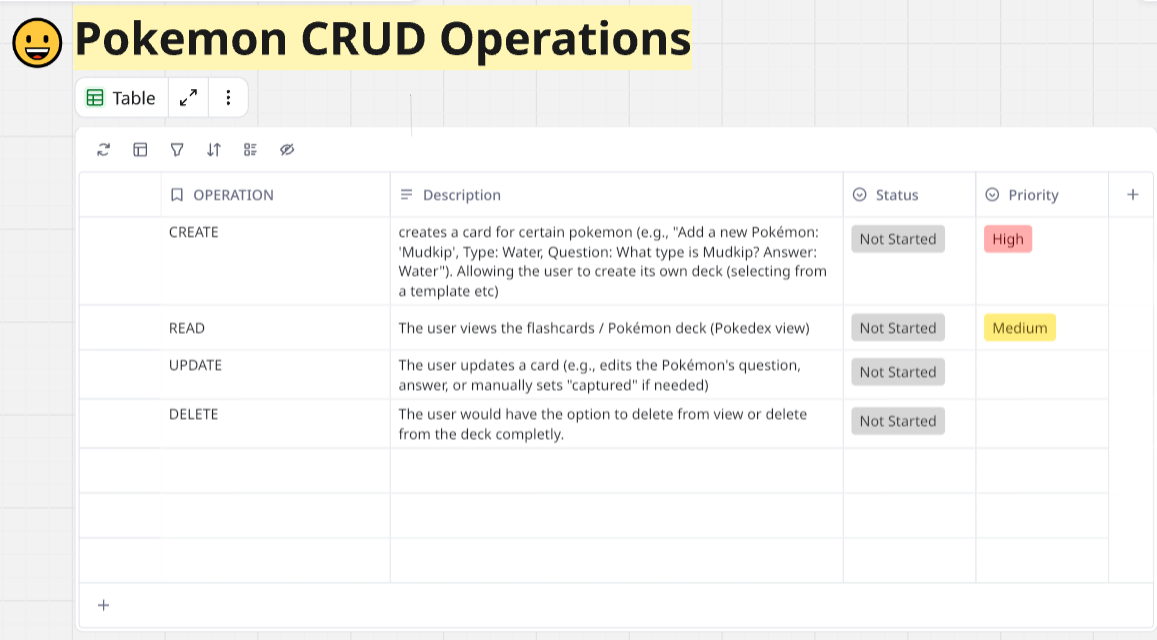 Pokemon CRUD Operations
Table
OPERATION Description Status Priority
CREATE creates a card for certain pokemon (e.g., "Add a new Pokémon: Not Started High
'Mudkip', Type: Water, Question: What type is Mudkip? Answer:
Water"). Allowing the user to create its own deck (selecting from
a template etc)
READ The user views the flashcards / Pokémon deck (Pokedex view) Not Started Medium
UPDATE The user updates a card (e.g., edits the Pokémon's question, Not Started
answer, or manually sets "captured" if needed)
DELETE The user would have the option to delete from view or delete Not Started
from the deck completly.